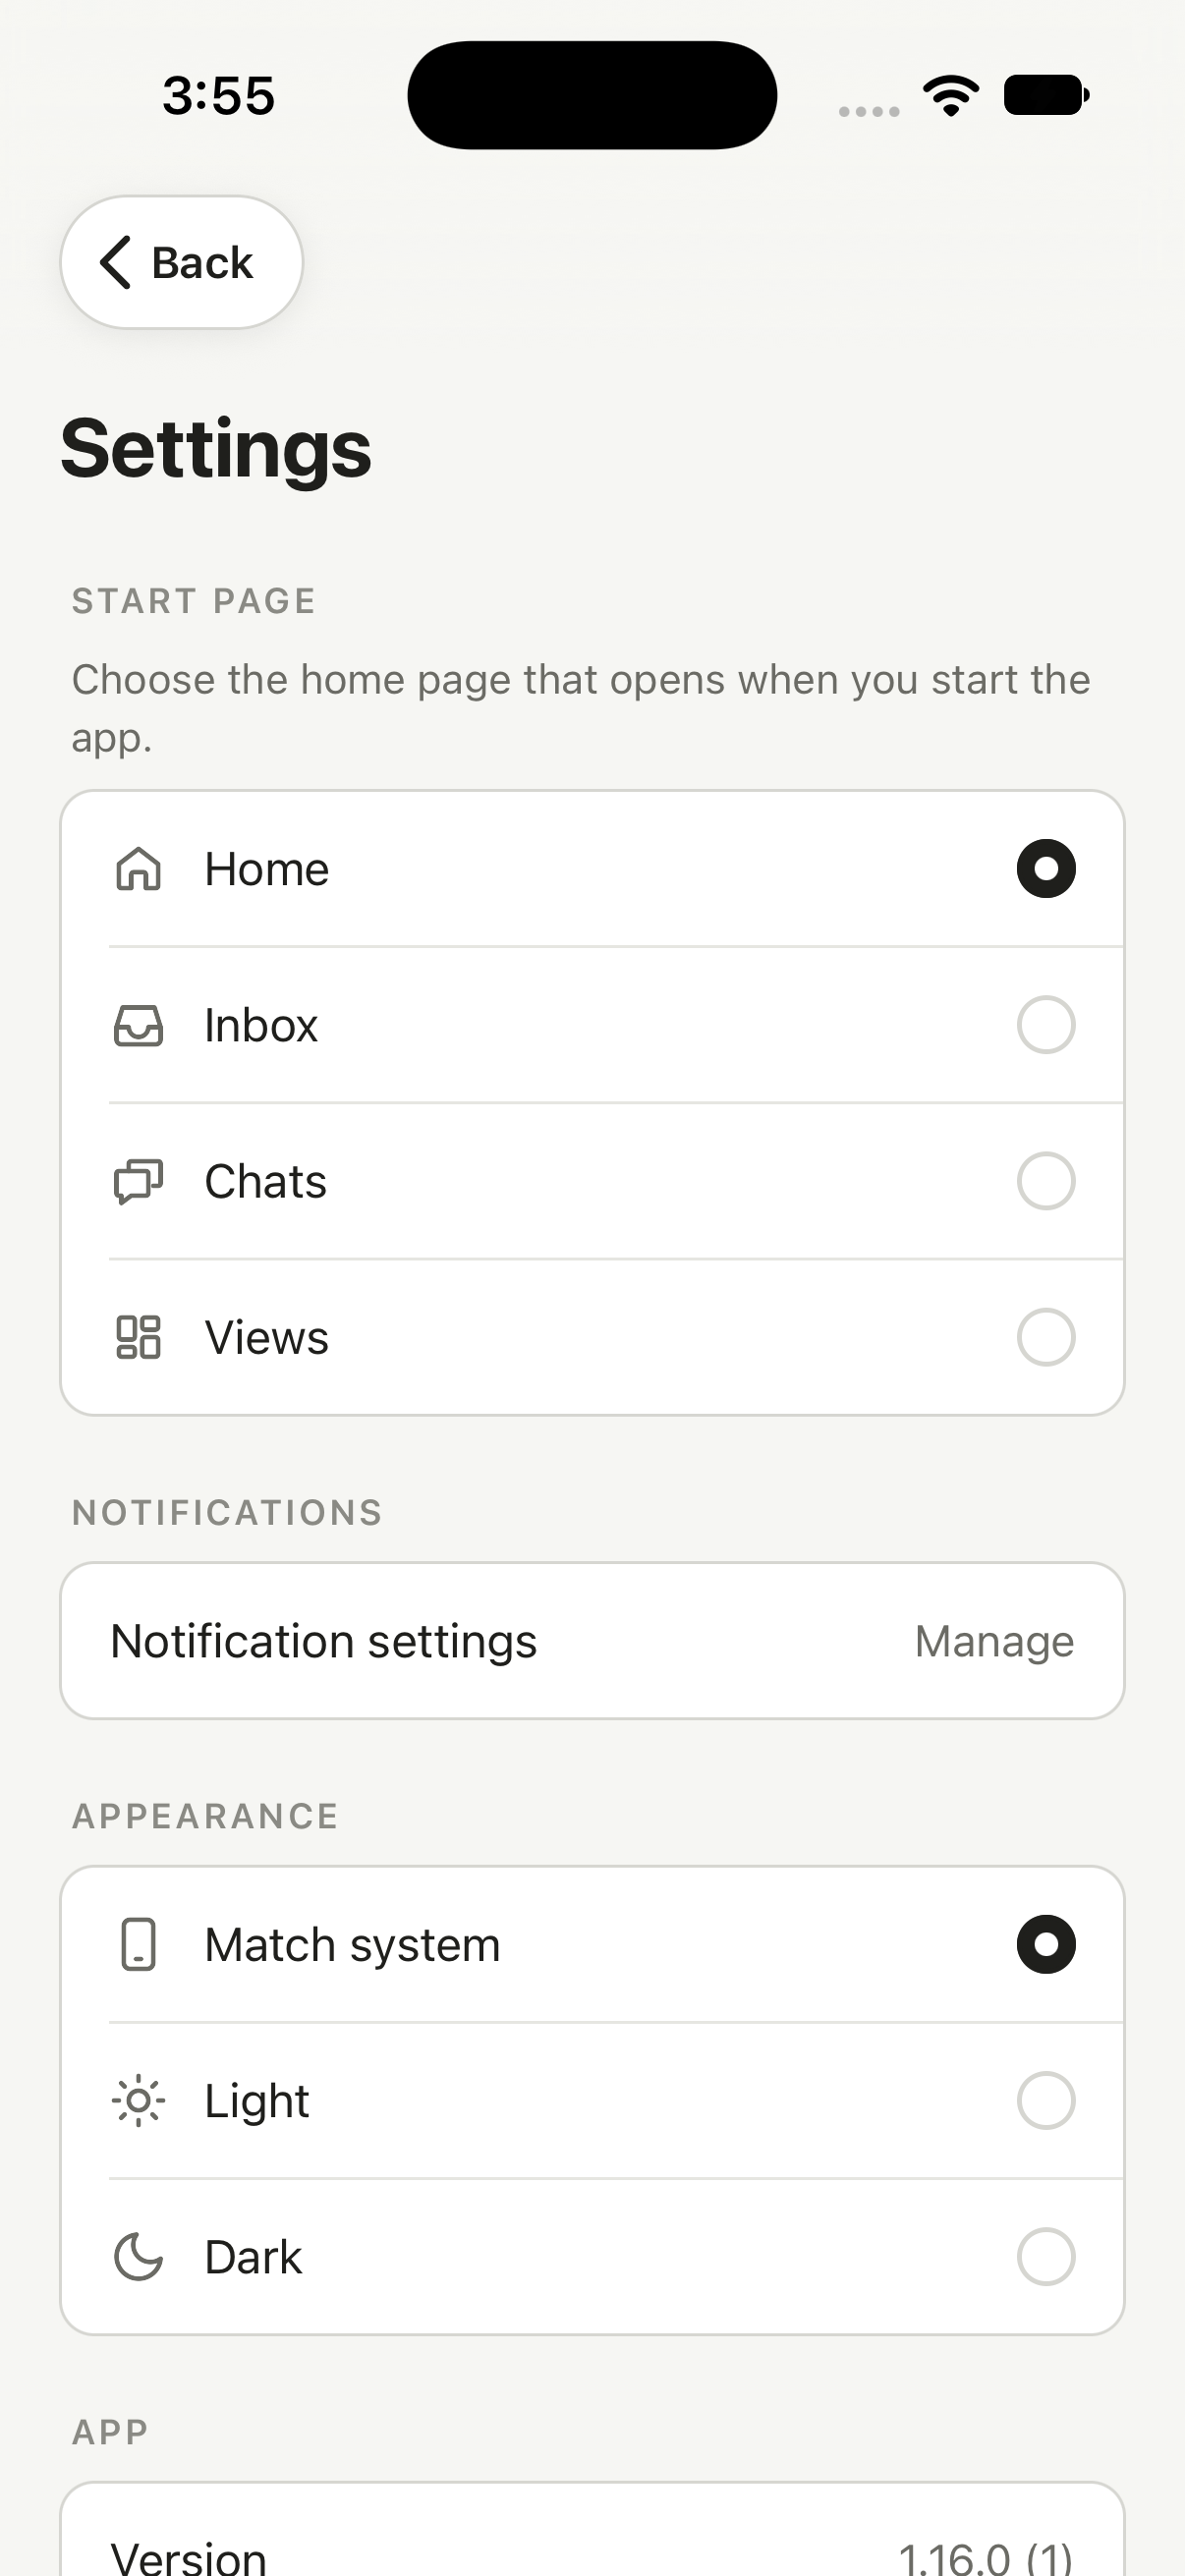 3:55
Back
Settings
START PAGE
Choose the home page that opens when you start the
app.
Home
Inbox
Chats
Views
NOTIFICATIONS
Notification settings Manage
APPEARANCE
Match system
Light
Dark
APP
Version 1.16.0 (1)